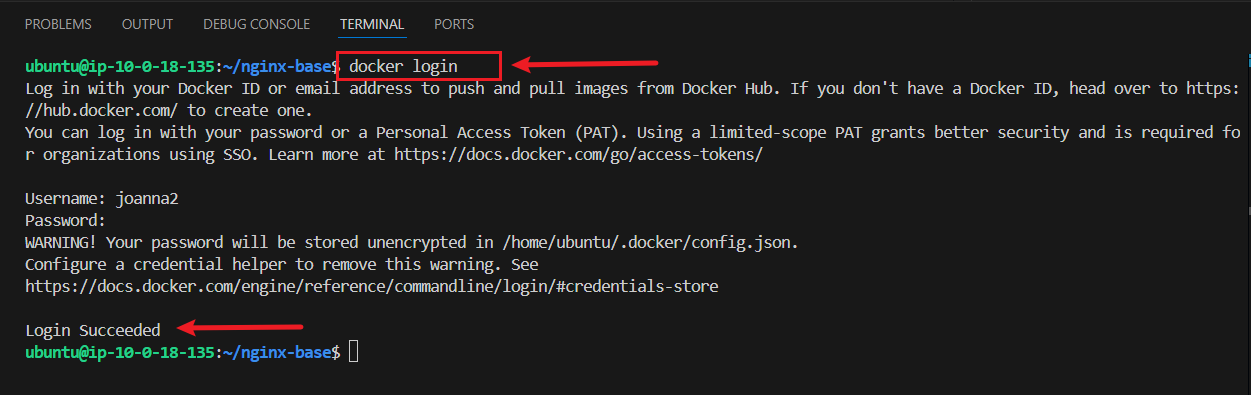 PROBLEMS OUTPUT DEBUG CONSOLE TERMINAL PORTS
ubuntu@ip-10-0-18-135:~/nginx-base$ docker login
Log in with your Docker ID or email address to push and pull images from Docker Hub. If you don't have a Docker ID, head over to https:
//hub.docker.com/ to create one.
You can log in with your password or a Personal Access Token (PAT). Using a limited-scope PAT grants better security and is required fo
r organizations using SSO. Learn more at https://docs.docker.com/go/access-tokens/
Username: joanna2
Password:
WARNING! Your password will be stored unencrypted in /home/ubuntu/.docker/config.json.
Configure a credential helper to remove this warning. See
https://docs.docker.com/engine/reference/commandline/login/#credentials-store
Login Succeeded
ubuntu@ip-10-0-18-135:~/nginx-base$